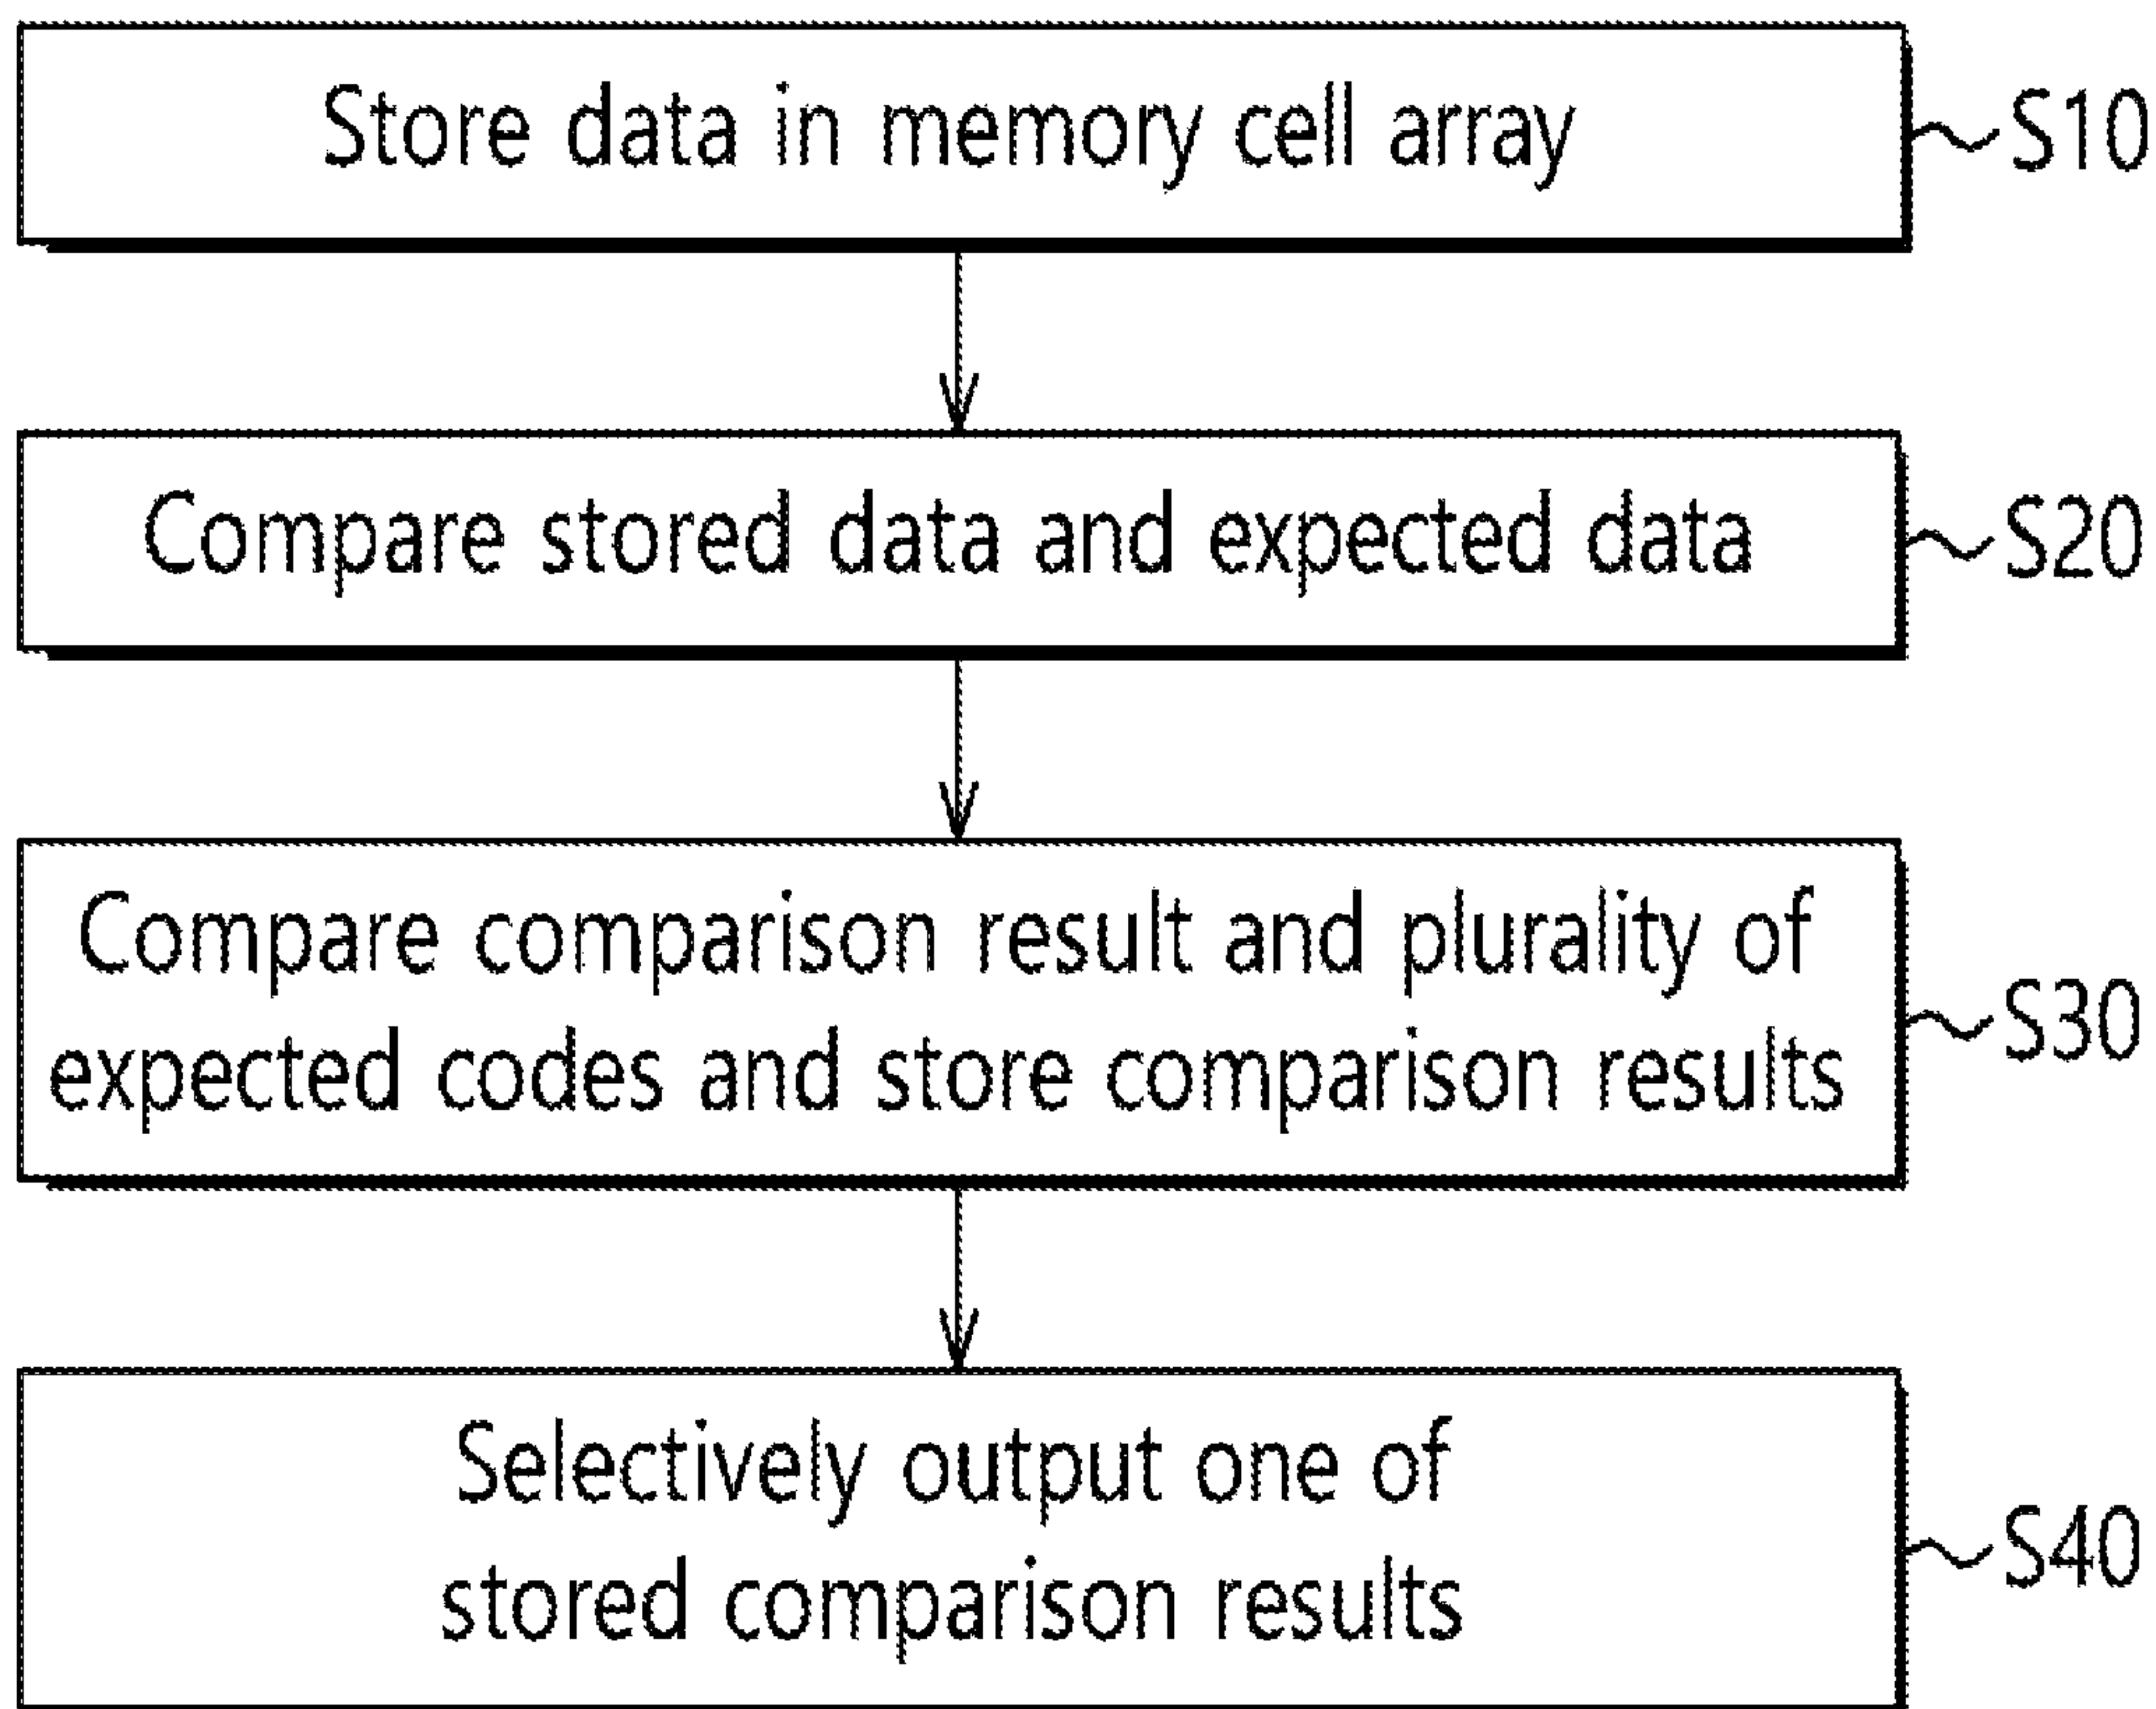 Store data in memory cell array
S10
Compare stored data and expected data
S20
Compare comparison result and plurality of
expected codes and store comparison results
S30
Selectively output one of
stored comparison results
S40